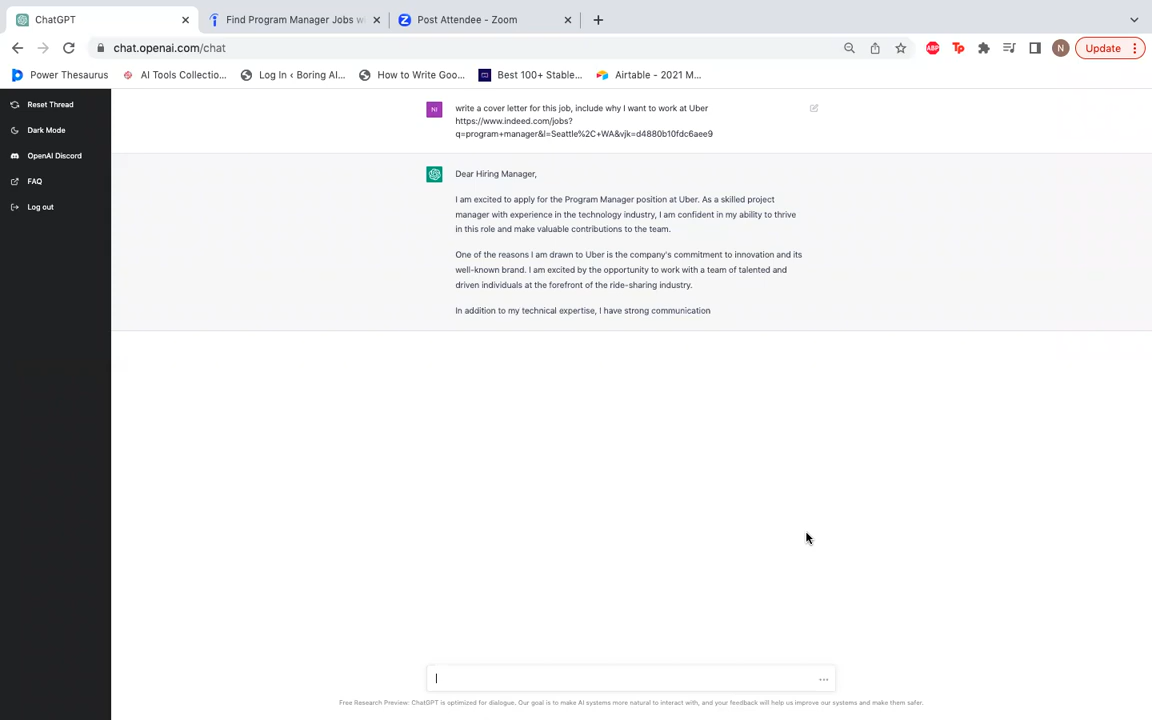 ChatGPT
Find Program Manager Jobs w
Post Attendee - Zoom
chat.openai.com/chat
ABP
Tp
N
Update
Power Thesaurus
AI Tools Collectio...
Log In ‹ Boring AI...
How to Write Goo...
Best 100+ Stable...
Airtable - 2021 M...
Reset Thread
Dark Mode
OpenAI Discord
FAQ
Log out
NI
write a cover letter for this job, include why I want to work at Uber
https://www.indeed.com/jobs?
q=program+manager&l=Seattle%2C+WA&vjk=d4880b10fdc6aee9
Dear Hiring Manager,
I am excited to apply for the Program Manager position at Uber. As a skilled project
manager with experience in the technology industry, I am confident in my ability to thrive
in this role and make valuable contributions to the team.
One of the reasons I am drawn to Uber is the company's commitment to innovation and its
well-known brand. I am excited by the opportunity to work with a team of talented and
driven individuals at the forefront of the ride-sharing industry.
In addition to my technical expertise, I have strong communication
Free Research Preview: ChatGPT is optimized for dialogue. Our goal is to make AI systems more natural to interact with, and your feedback will help us improve our systems and make them safer.